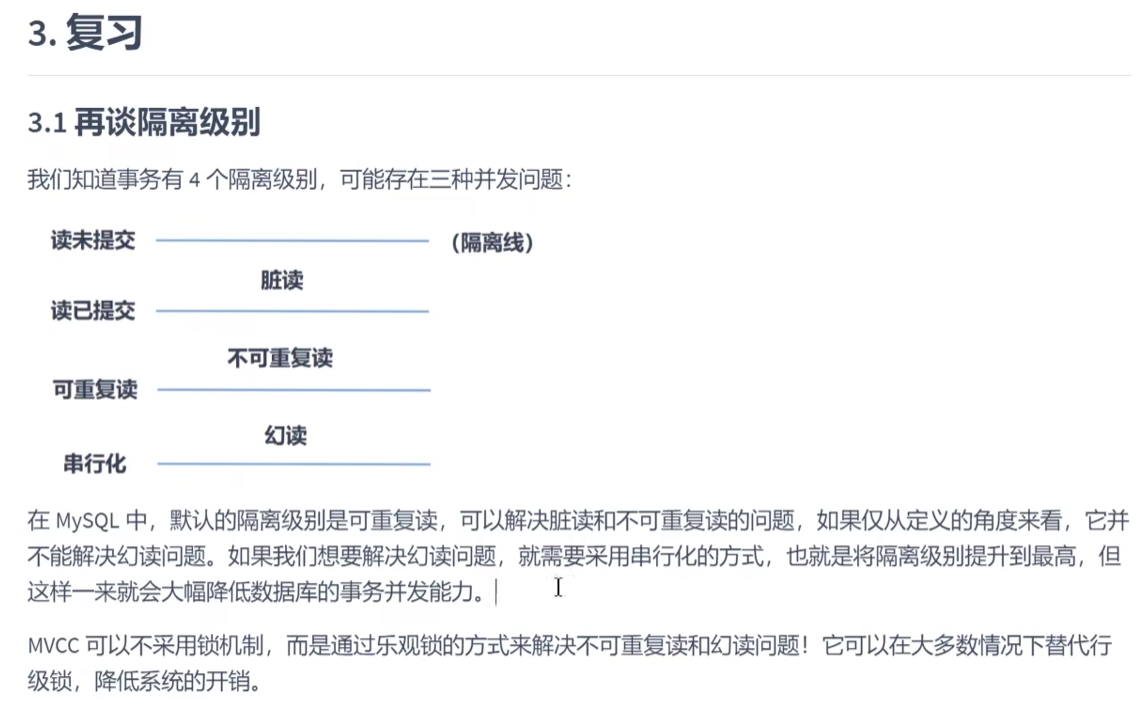 3. 复习
3.1 再谈隔离级别
我们知道事务有 4 个隔离级别，可能存在三种并发问题：
读未提交
（隔离线）
脏读
读已提交
不可重复读
可重复读
幻读
串行化
在 MySQL 中，默认的隔离级别是可重复读，可以解决脏读和不可重复读的问题，如果仅从定义的角度来看，它并
不能解决幻读问题。如果我们想要解决幻读问题，就需要采用串行化的方式，也就是将隔离级别提升到最高，但
这样一来就会大幅降低数据库的事务并发能力。
MVCC 可以不采用锁机制，而是通过乐观锁的方式来解决不可重复读和幻读问题！它可以在大多数情况下替代行
级锁，降低系统的开销。